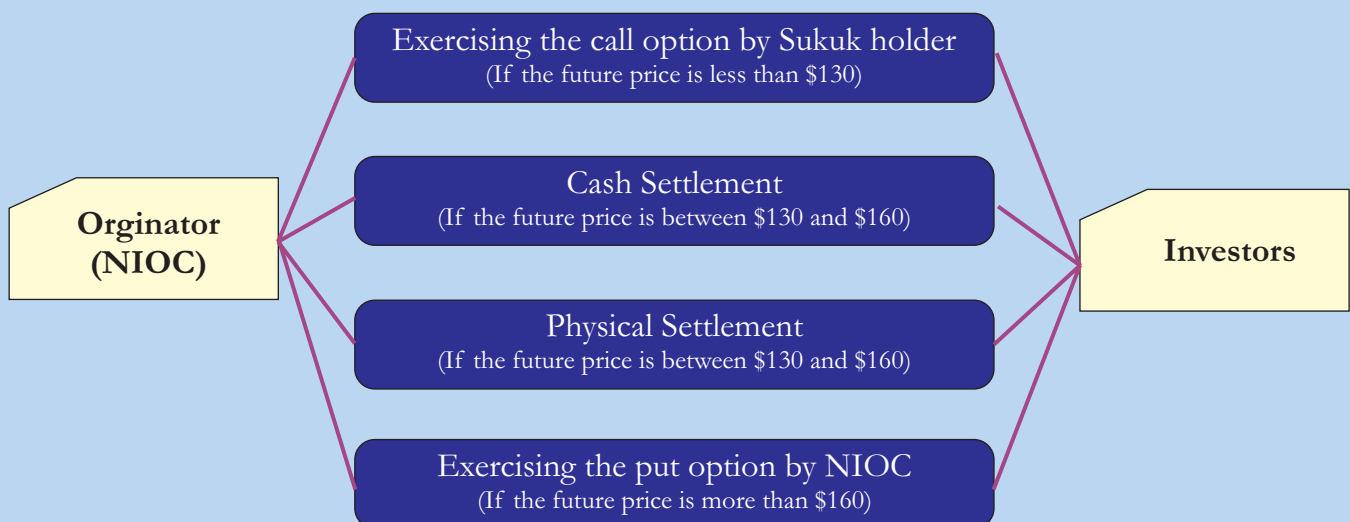 Exercising the call option by Sukuk holder
(If the future price is less than $130)
Cash Settlement
(If the future price is between $130 and $160)
Orginator
(NIOC)
Investors
Physical Settlement
(If the future price is between $130 and $160)
Exercising the put option by NIOC
(If the future price is more than $160)